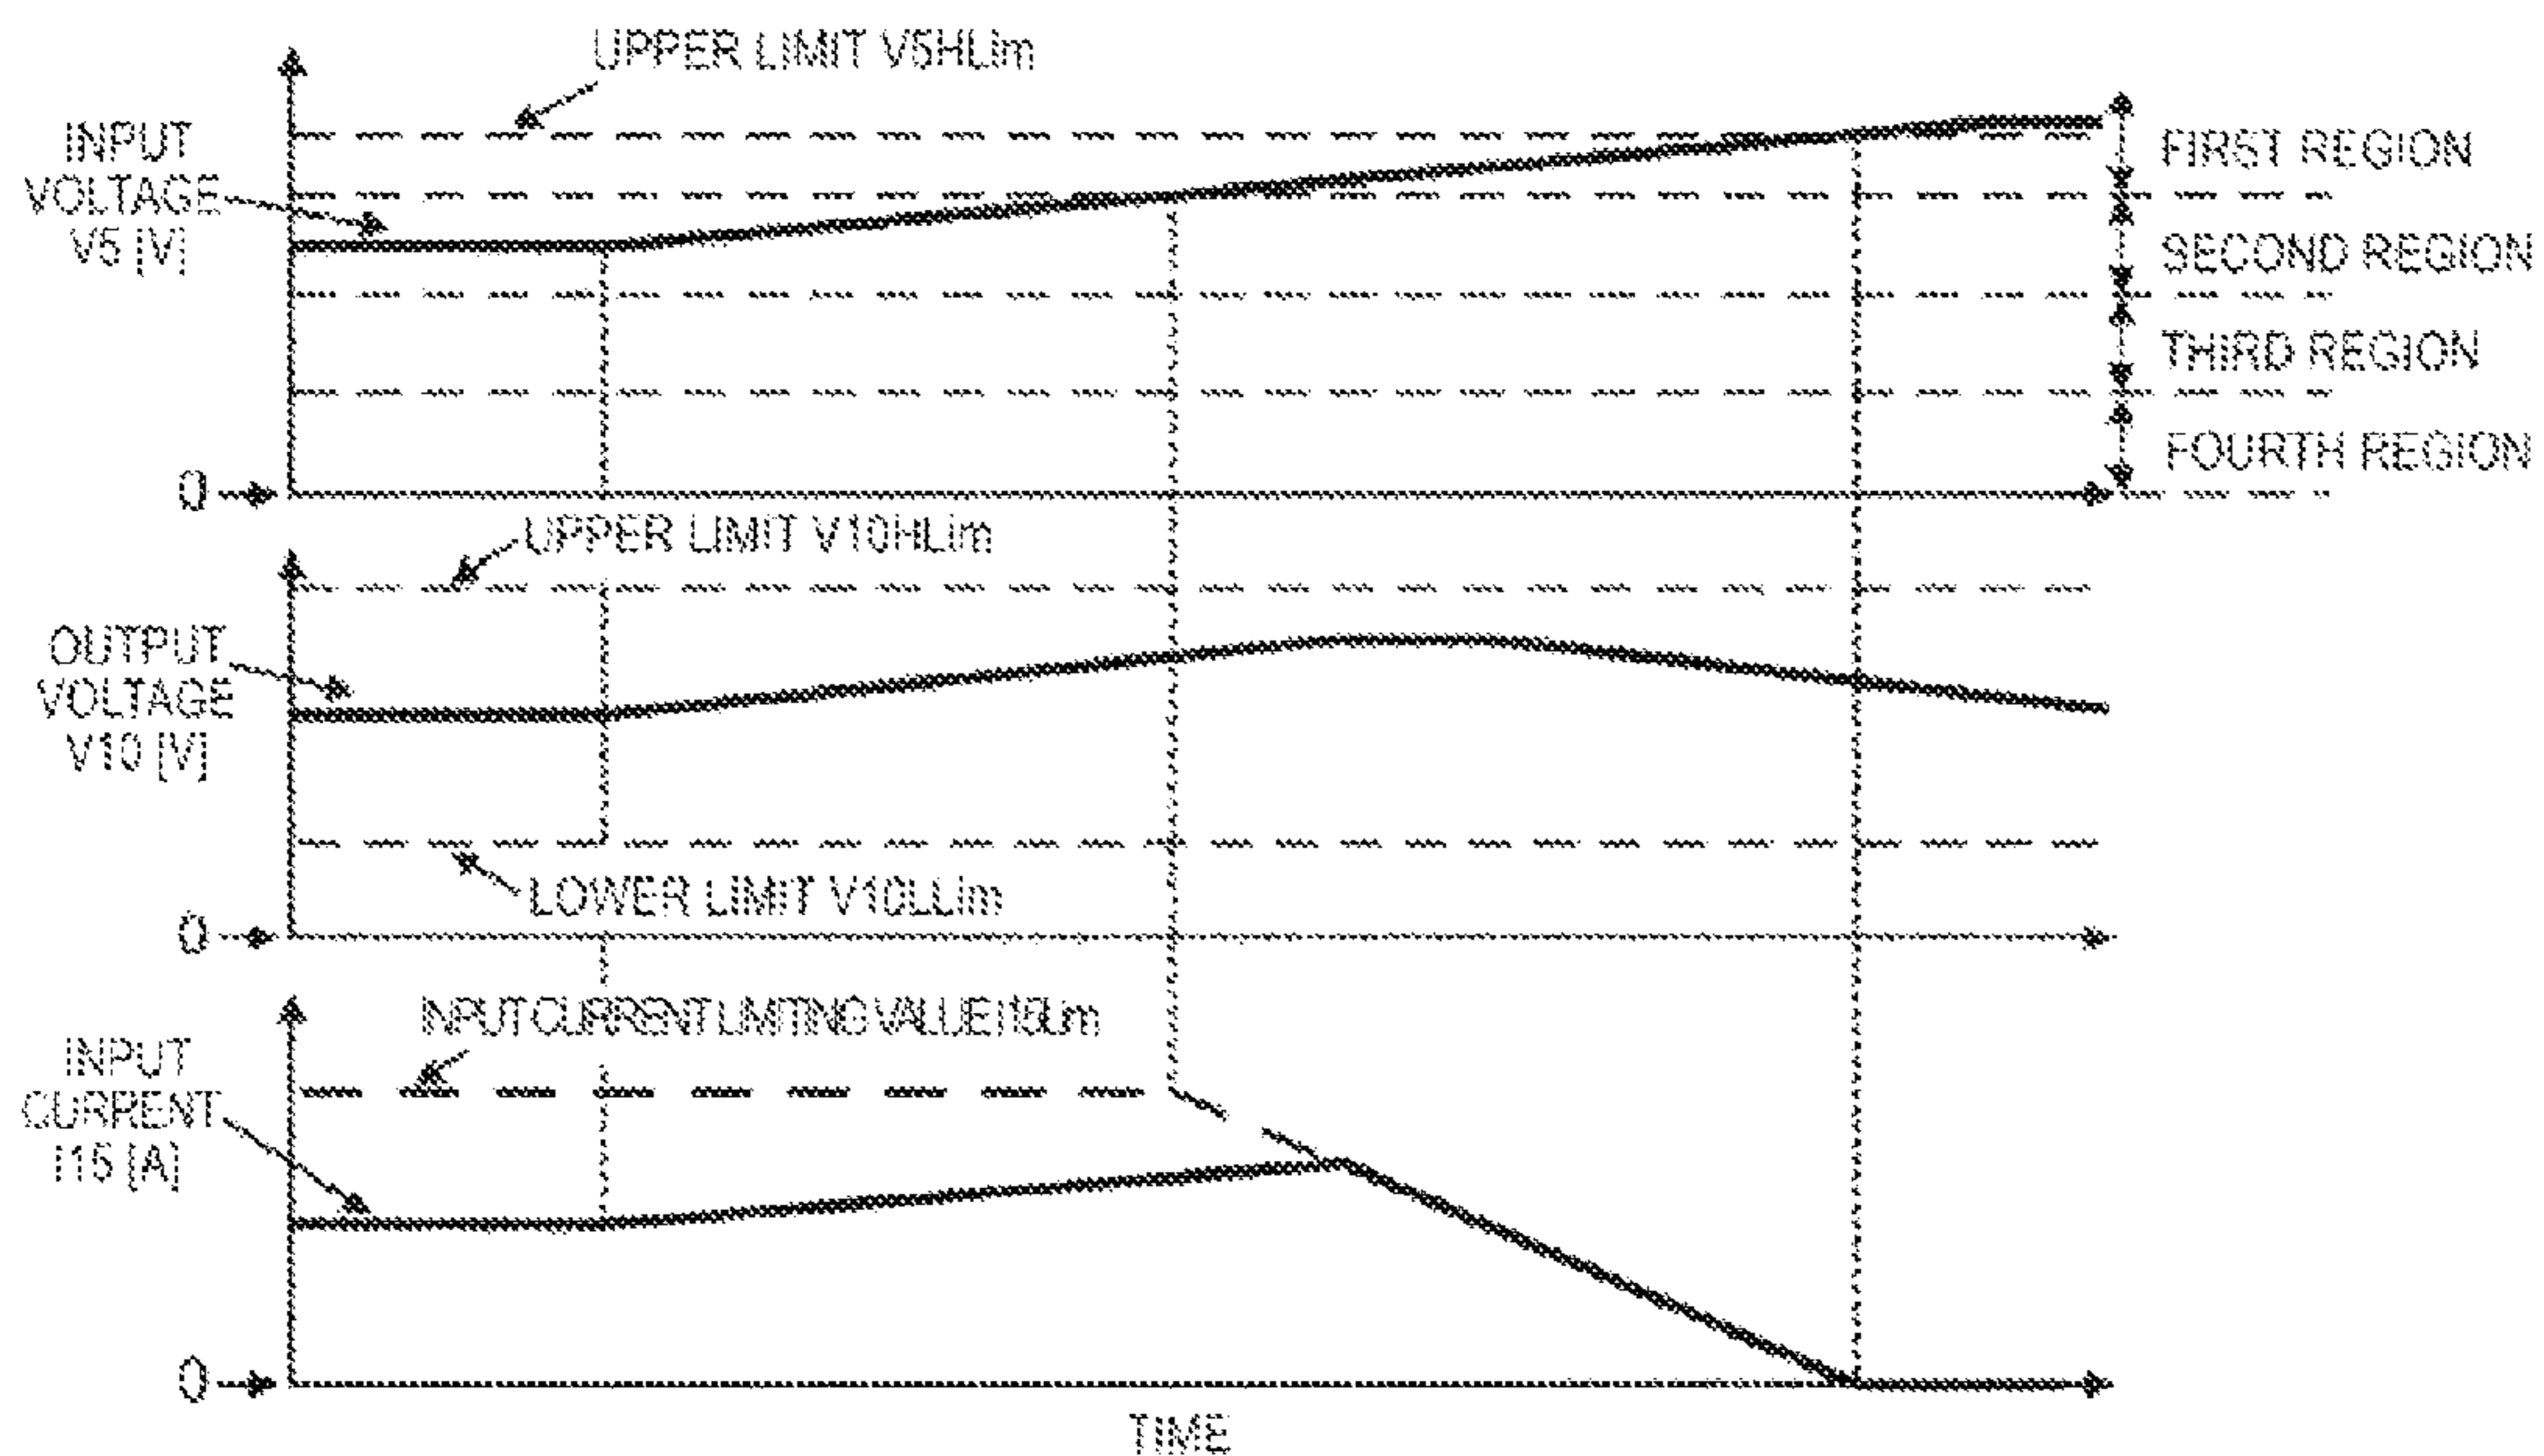 UPPER LIMIT V5HLim
INPUT
VOLTAGE
V5 [V]
FIRST REGION
SECOND REGION
THIRD REGION
FOURTH REGION
0
UPPER LIMIT V10HLim
OUTPUT
VOLTAGE
V10 [V]
LOWER LIMIT V10LLim
0
INPUT CURRENT LIMITING VALUE I15Lim
INPUT
CURRENT
I15 [A]
0
TIME